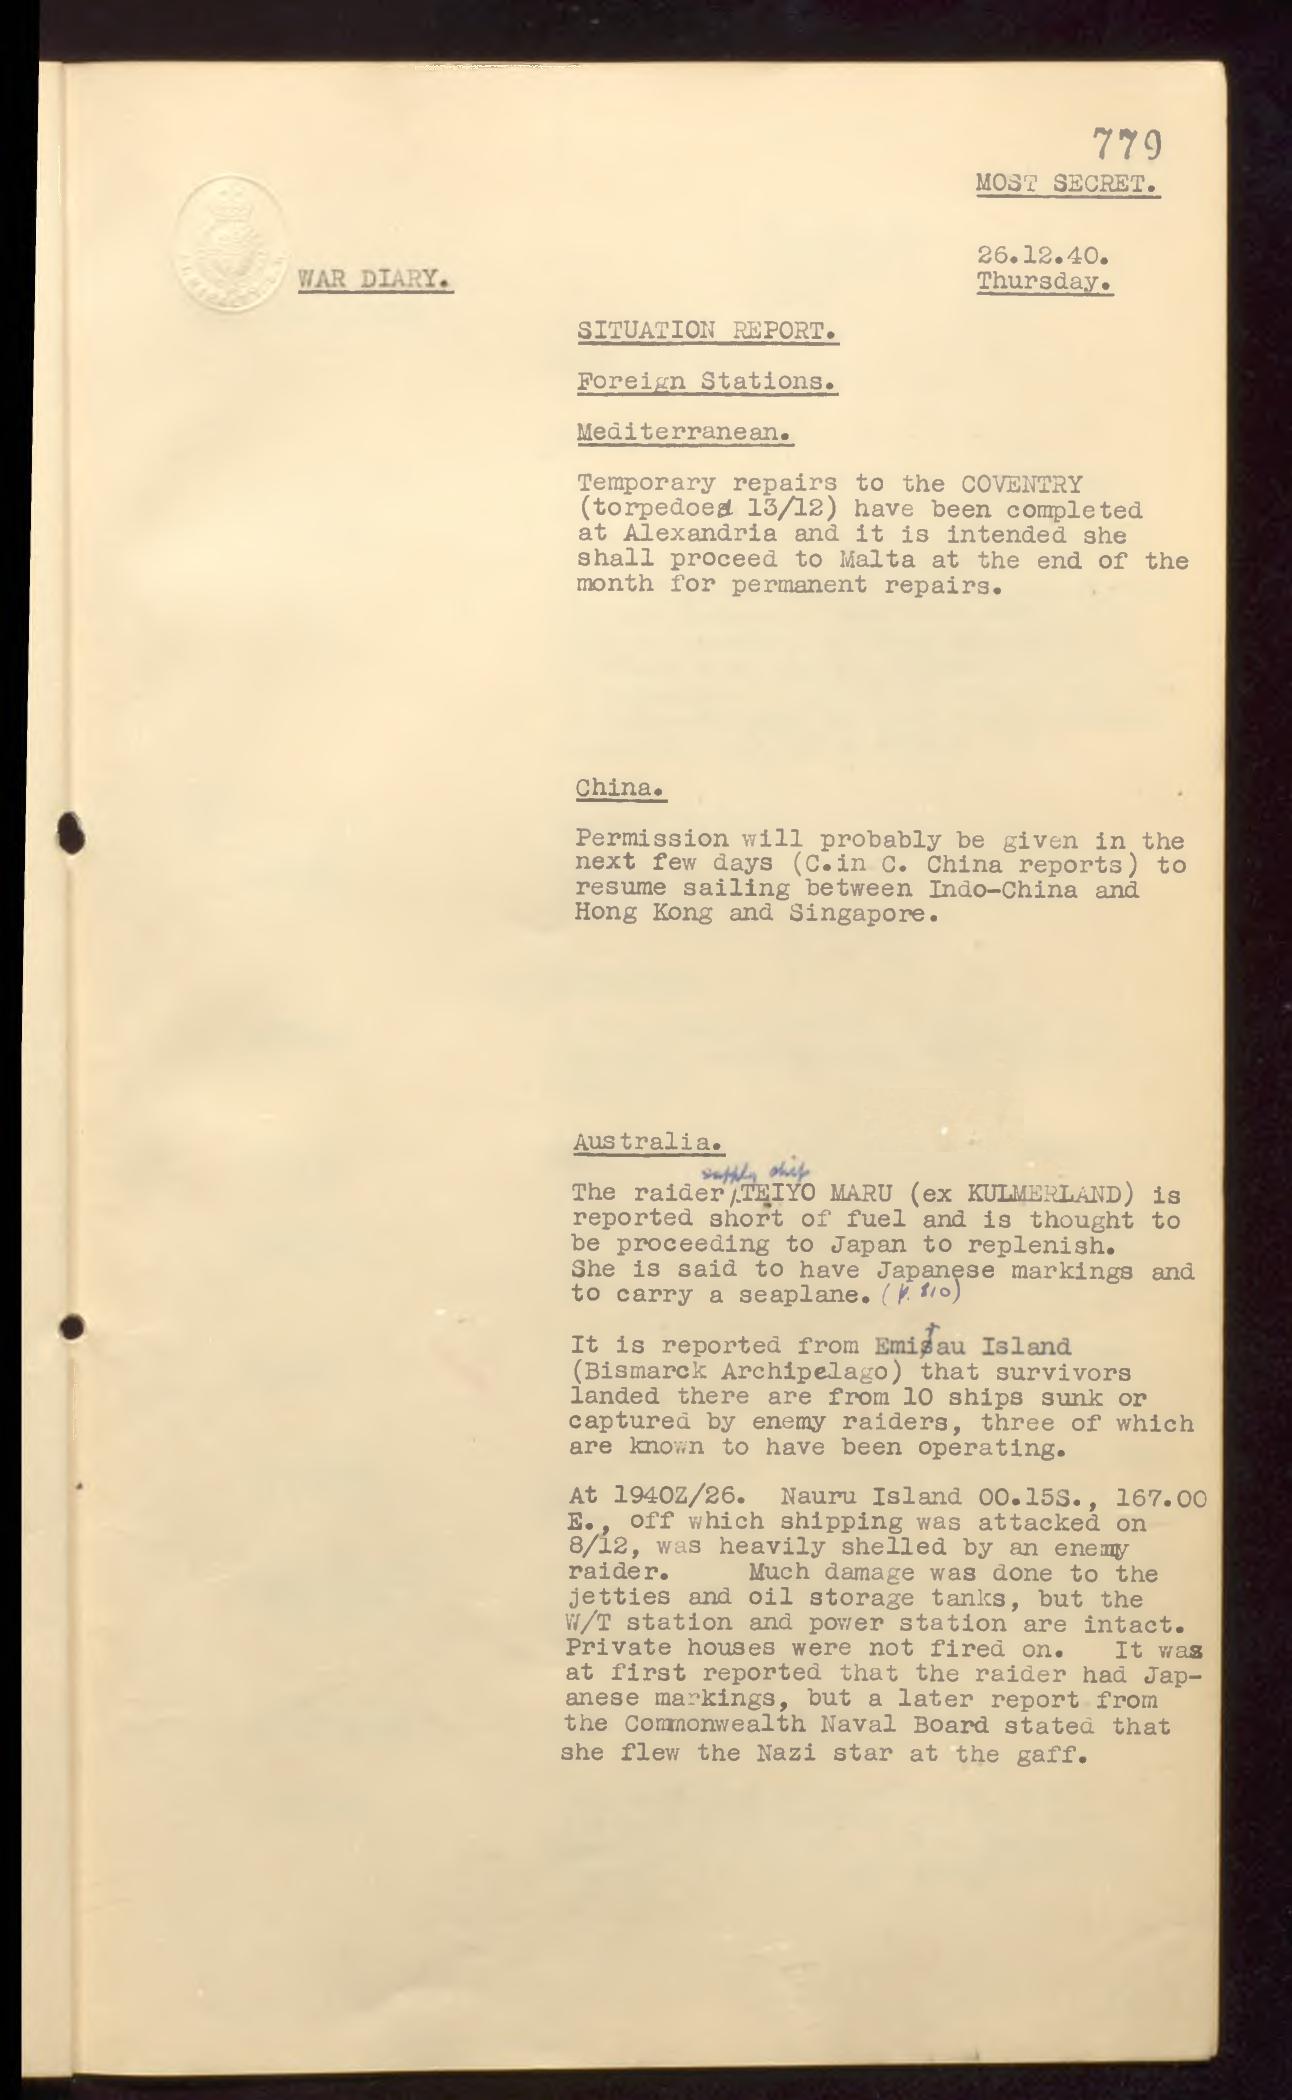 779
MOST SECRET.
26.12.40.
Thursday.
WAR DIARY.
SITUATION REPORT.
Foreign Stations.
Mediterranean.
Temporary repairs to the COVENTRY
(torpedoed 13/12) have been completed
at Alexandria and it is intended she
shall proceed to Malta at the end of the
month for permanent repairs.
China.
Permission will probably be given in the
next few days (C.in C. China reports) to
resume sailing between Indo-China and
Hong Kong and Singapore.
Australia.
supply ship
The raider TEIYO MARU (ex KULMERLAND) is
reported short of fuel and is thought to
be proceeding to Japan to replenish.
She is said to have Japanese markings and
to carry a seaplane. (p. 810)
It is reported from Emirau Island
(Bismarck Archipelago) that survivors
landed there are from 10 ships sunk or
captured by enemy raiders, three of which
are known to have been operating.
At 1940Z/26. Nauru Island 00.15S., 167.00
E., off which shipping was attacked on
8/12, was heavily shelled by an enemy
raider. Much damage was done to the
jetties and oil storage tanks, but the
W/T station and power station are intact.
Private houses were not fired on. It was
at first reported that the raider had Jap-
anese markings, but a later report from
the Commonwealth Naval Board stated that
she flew the Nazi star at the gaff.